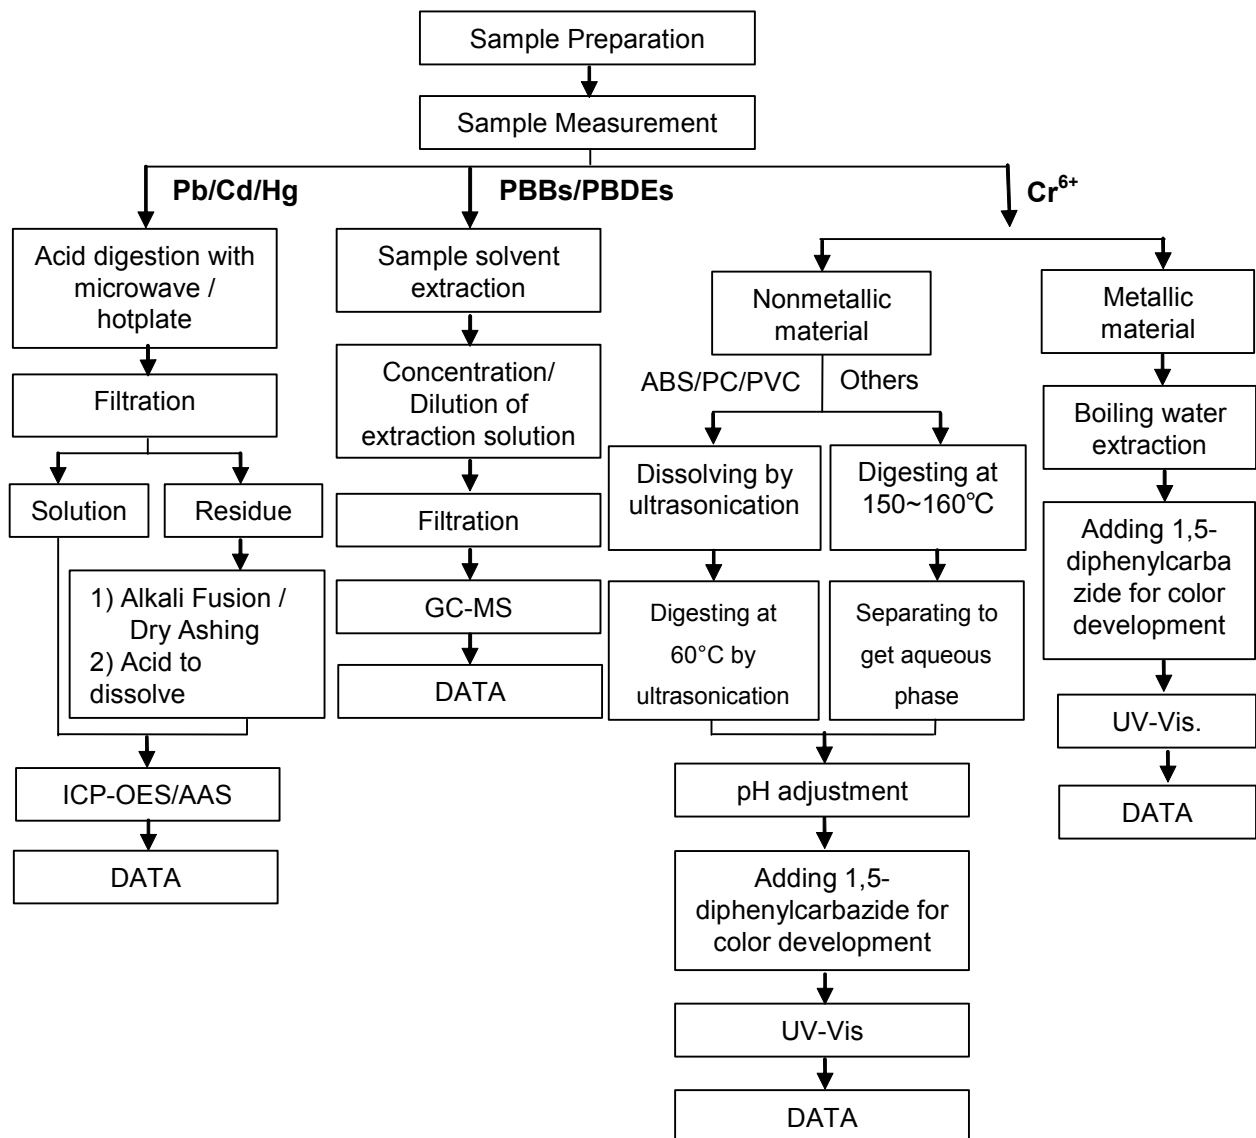 Sample Preparation
Sample Measurement
Pb/Cd/Hg
PBBs/PBDEs
Cr⁶⁺
Acid digestion with
microwave /
hotplate
Filtration
Solution
Residue
1) Alkali Fusion /
Dry Ashing
2) Acid to
dissolve
ICP-OES/AAS
DATA
Sample solvent
extraction
Concentration/
Dilution of
extraction solution
Filtration
GC-MS
DATA
Nonmetallic
material
ABS/PC/PVC
Others
Dissolving by
ultrasonication
Digesting at
60°C by
ultrasonication
Digesting at
150~160℃
Separating to
get aqueous
phase
pH adjustment
Adding 1,5-
diphenylcarbazide for
color development
UV-Vis
DATA
Metallic
material
Boiling water
extraction
Adding 1,5-
diphenylcarba
zide for color
development
UV-Vis.
DATA